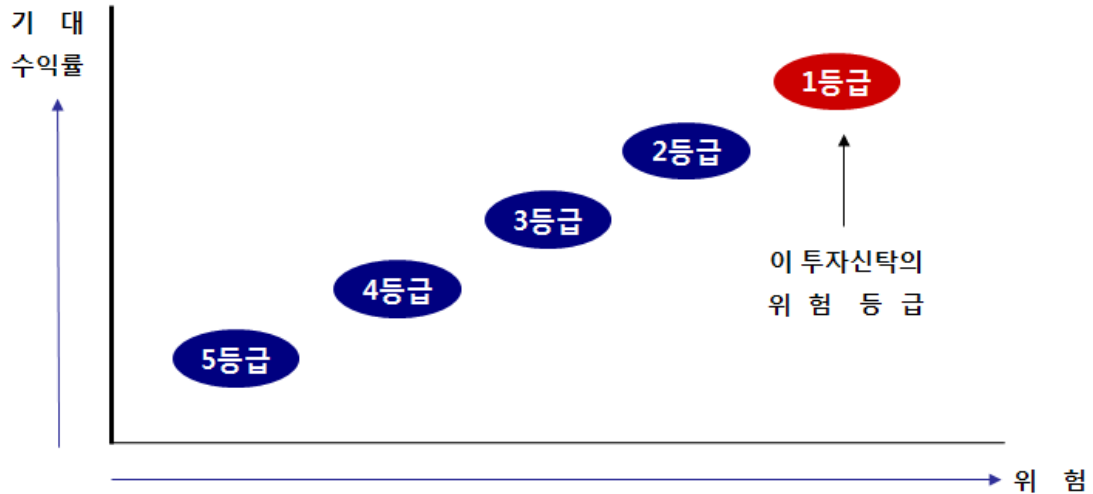 기 대
수익률
1등급
2등급
3등급
4등급
5등급
이 투자신탁의
위 험 등 급
위 험